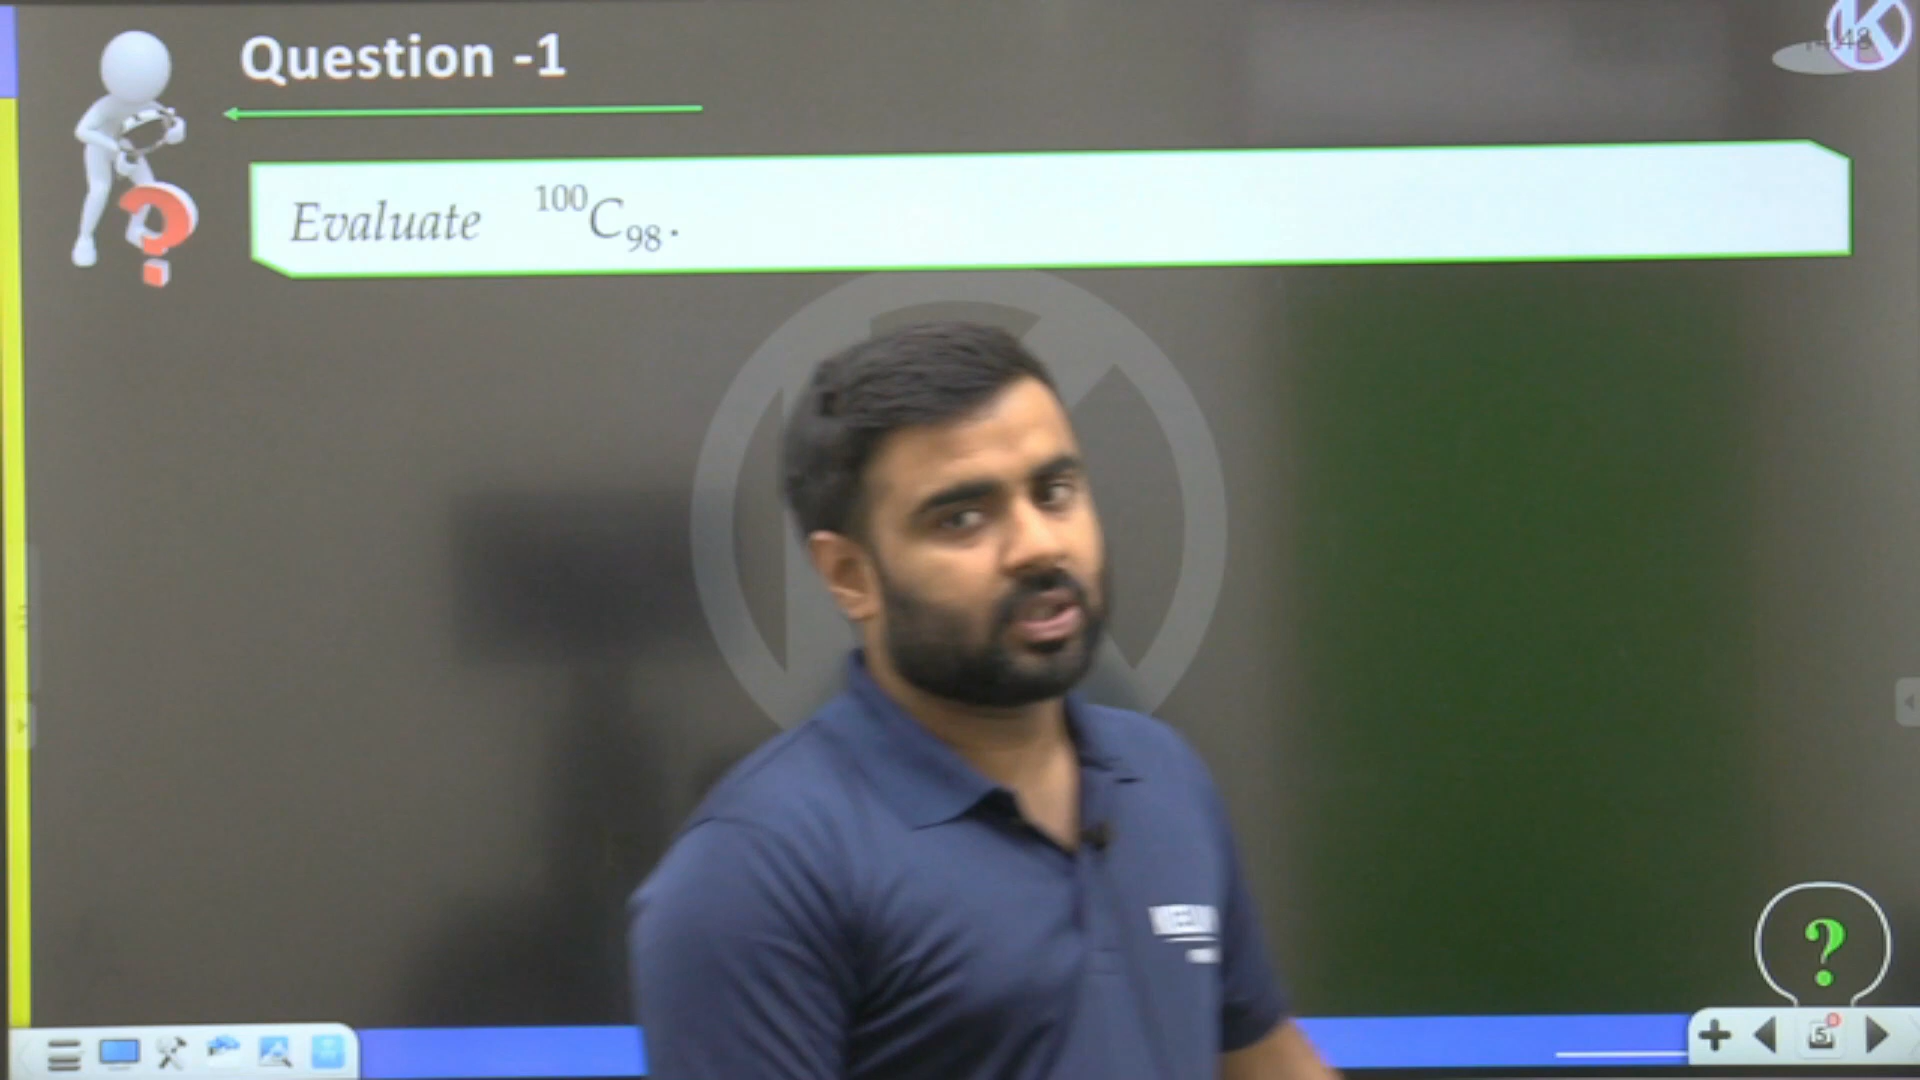 Question -1
Evaluate ¹⁰⁰C₉₈.